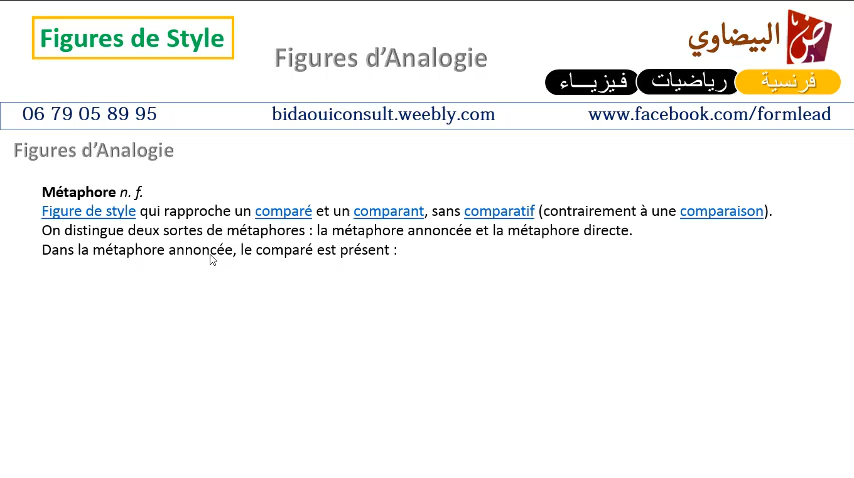 Figures de Style
Figures d’Analogie
البيضاوي
فيزيـــاء
رياضيات
فرنسية
06 79 05 89 95
bidaouiconsult.weebly.com
www.facebook.com/formlead
Figures d’Analogie
Métaphore n. f.
Figure de style qui rapproche un comparé et un comparant, sans comparatif (contrairement à une comparaison).
On distingue deux sortes de métaphores : la métaphore annoncée et la métaphore directe.
Dans la métaphore annoncée, le comparé est présent :